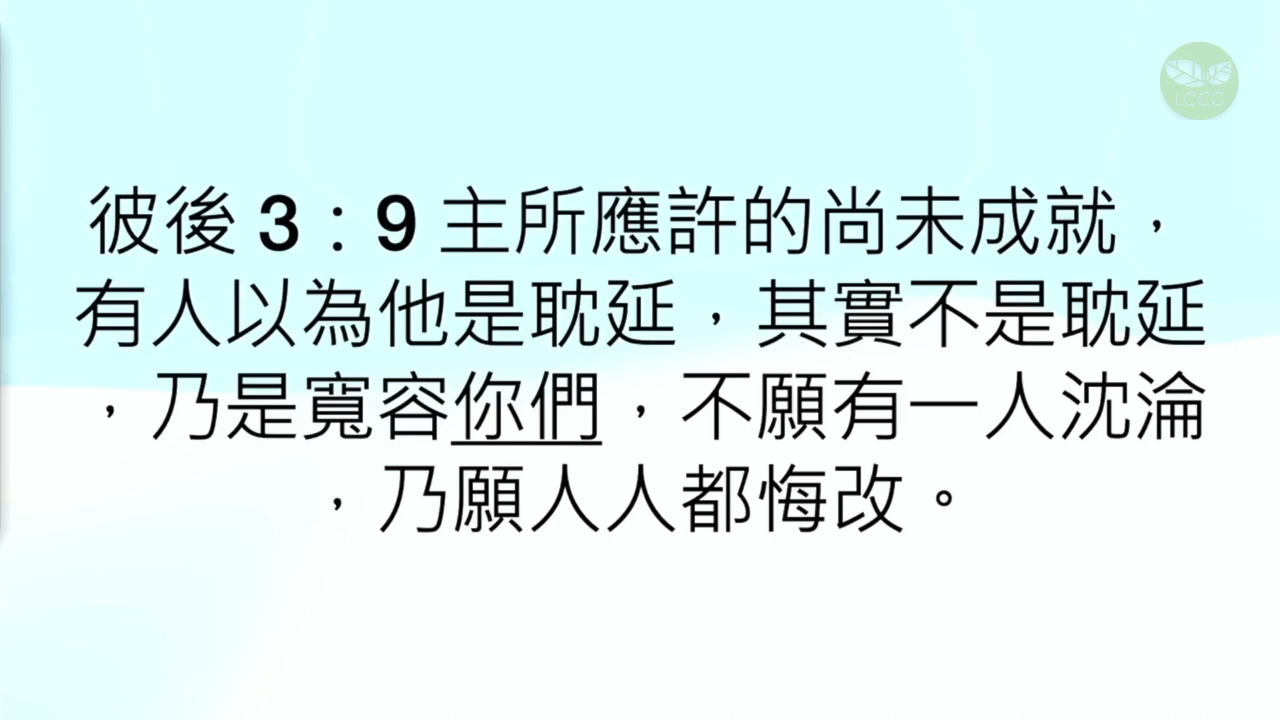 LCCC
彼後 3：9 主所應許的尚未成就，
有人以為他是耽延，其實不是耽延
，乃是寬容你們，不願有一人沈淪
，乃願人人都悔改。